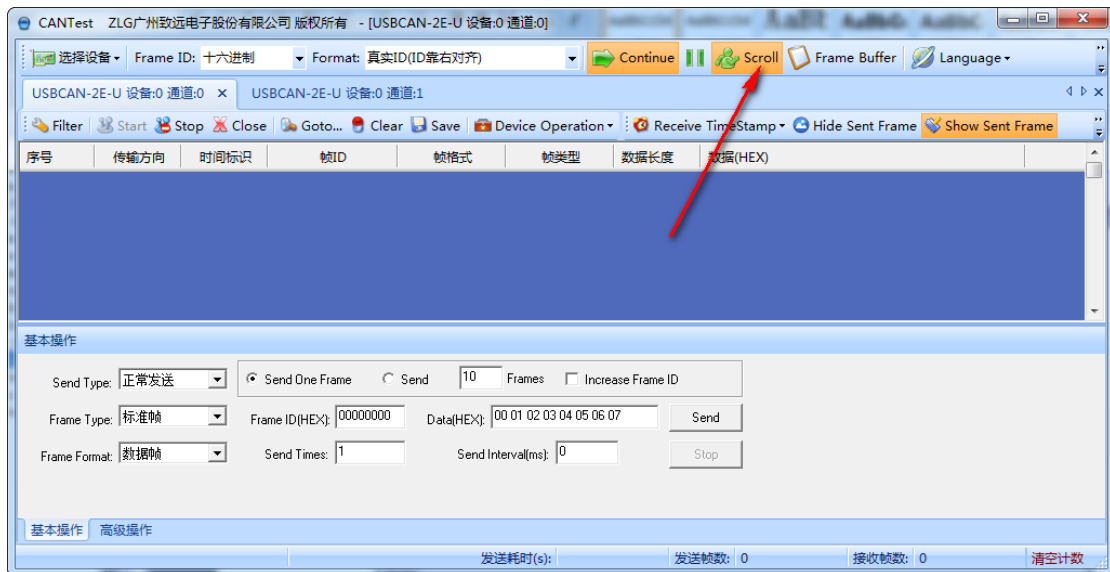 CANTest ZLG广州致远电子股份有限公司 版权所有 - [USBCAN-2E-U 设备:0 通道:0]
选择设备 Frame ID: 十六进制 Format: 真实ID(ID靠右对齐) Continue Scroll Frame Buffer Language
USBCAN-2E-U 设备:0 通道:0 × USBCAN-2E-U 设备:0 通道:1
Filter Start Stop Close Goto... Clear Save Device Operation Receive TimeStamp Hide Sent Frame Show Sent Frame
序号 传输方向 时间标识 帧ID 帧格式 帧类型 数据长度 数据(HEX)
基本操作
Send Type: 正常发送 Send One Frame Send 10 Frames Increase Frame ID
Frame Type: 标准帧 Frame ID(HEX): 00000000 Data(HEX): 00 01 02 03 04 05 06 07 Send
Frame Format: 数据帧 Send Times: 1 Send Interval(ms): 0 Stop
基本操作 高级操作
发送耗时(s): 发送帧数: 0 接收帧数: 0 清空计数